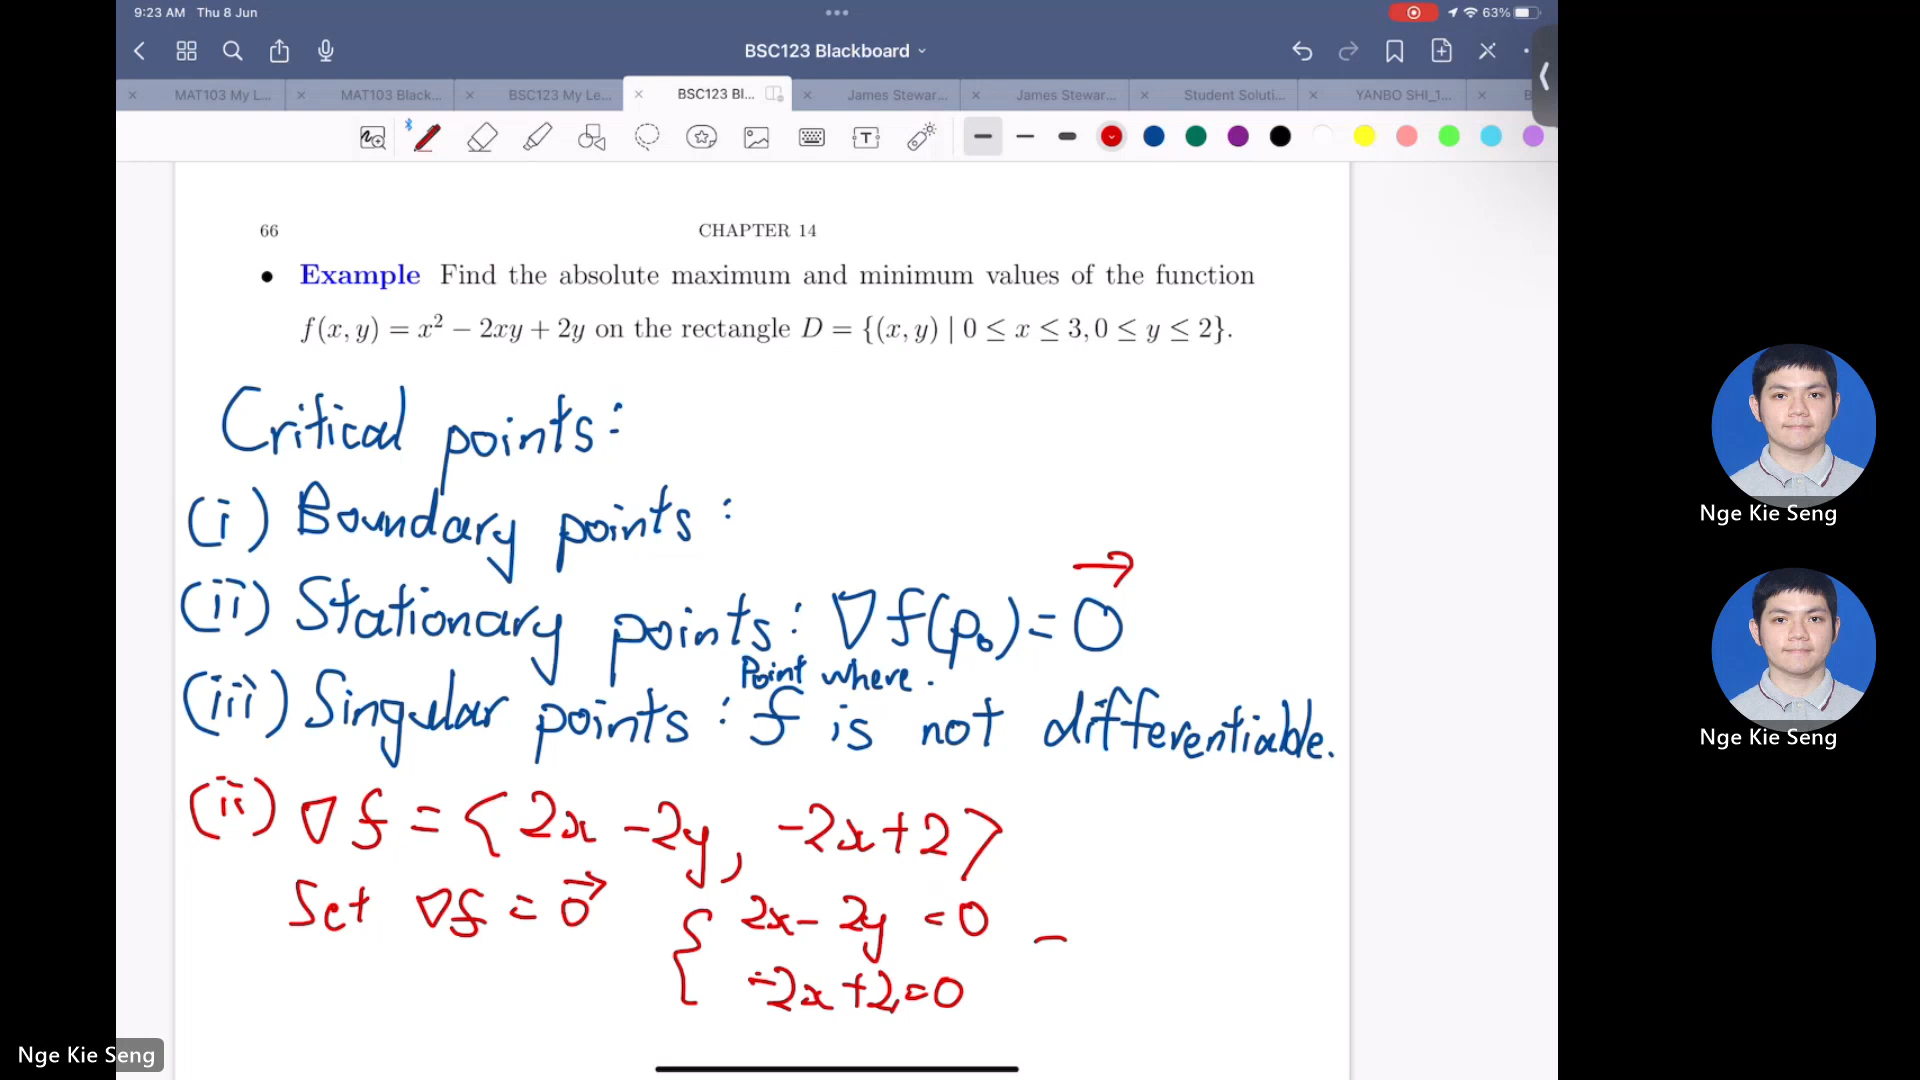 9:23 AM Thu 8 Jun
63%
BSC123 Blackboard
MAT103 My L...
MAT103 Black...
BSC123 My Le...
BSC123 Bl...
James Stewar...
James Stewar...
Student Soluti...
YANBO SHI_1...
B
66
CHAPTER 14
• Example Find the absolute maximum and minimum values of the function
f(x, y) = x² − 2xy + 2y on the rectangle D = {(x, y) | 0 ≤ x ≤ 3, 0 ≤ y ≤ 2}.
Critical points:
(i) Boundary points:
(ii) Stationary points: ∇f(p₀) = 0⃗
Point where.
(iii) Singular points: f is not differentiable.
(ii) ∇f = ⟨2x − 2y, −2x + 2⟩
Set ∇f = 0⃗
{ 2x − 2y = 0 −
−2x + 2 = 0
Nge Kie Seng
Nge Kie Seng
Nge Kie Seng